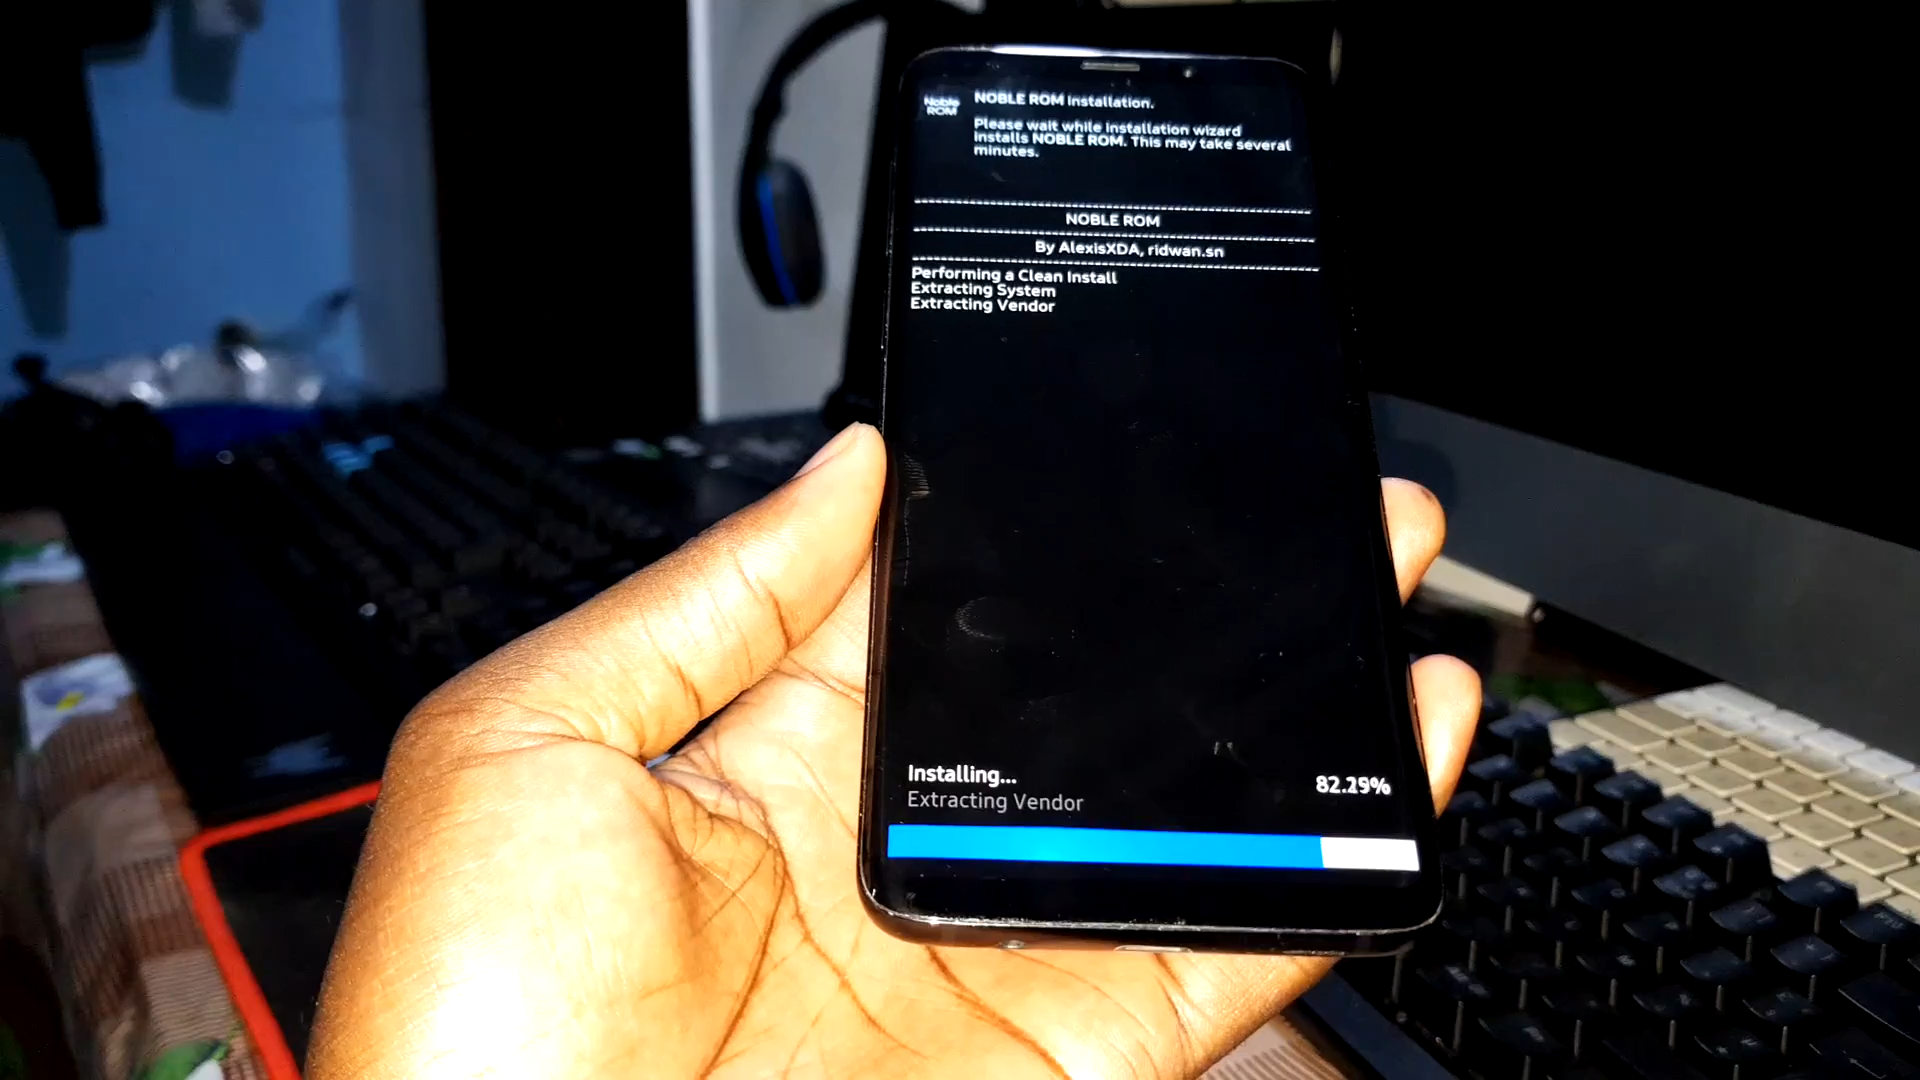 Noble
ROM
NOBLE ROM Installation.
Please wait while installation wizard
installs NOBLE ROM. This may take several
minutes.
NOBLE ROM
By AlexisXDA, ridwan.sn
Performing a Clean Install
Extracting System
Extracting Vendor
Installing...
82.29%
Extracting Vendor